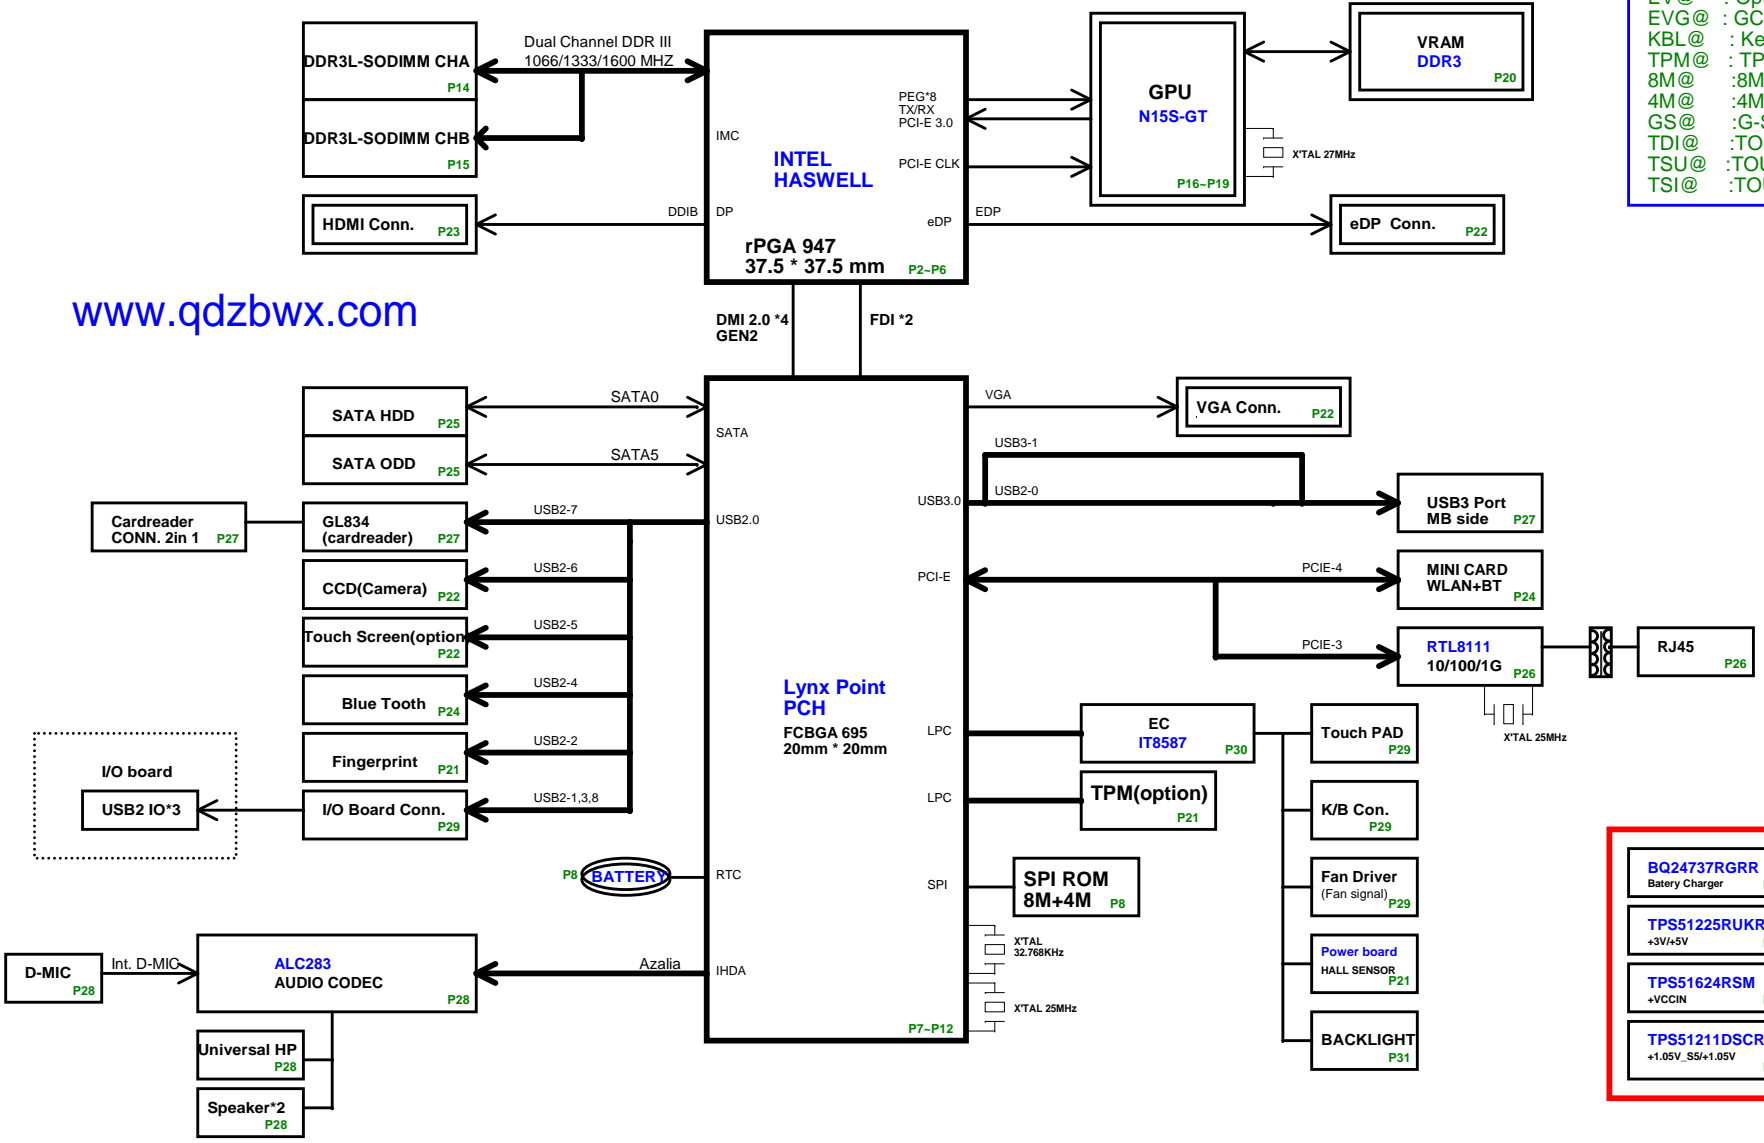 DDR3L-SODIMM CHA
P14
DDR3L-SODIMM CHB
P15
Dual Channel DDR III
1066/1333/1600 MHZ
IMC
INTEL
HASWELL
DP
rPGA 947
37.5 * 37.5 mm
P2~P6
PEG*8
TX/RX
PCI-E 3.0
PCI-E CLK
eDP
GPU
N15S-GT
P16~P19
X'TAL 27MHz
VRAM
DDR3
P20
EVG@ : GC
KBL@ : Ke
TPM@ : TP
8M@ :8M
4M@ :4M
GS@ :G-S
TDI@ :TO
TSU@ :TOU
TSI@ :TO
HDMI Conn.
P23
DDIB
EDP
eDP Conn.
P22
www.qdzbwx.com
DMI 2.0 *4
GEN2
FDI *2
SATA HDD
P25
SATA0
SATA
SATA ODD
P25
SATA5
VGA
VGA Conn.
P22
USB3-1
USB3.0
USB2-0
USB3 Port
MB side
P27
Cardreader
CONN. 2in 1
P27
GL834
(cardreader)
P27
USB2-7
USB2.0
CCD(Camera)
P22
USB2-6
PCI-E
PCIE-4
MINI CARD
WLAN+BT
P24
Touch Screen(option
P22
USB2-5
PCIE-3
RTL8111
10/100/1G
P26
RJ45
P26
X'TAL 25MHz
Blue Tooth
P24
USB2-4
Lynx Point
PCH
FCBGA 695
20mm * 20mm
Fingerprint
P21
USB2-2
LPC
EC
IT8587
P30
Touch PAD
P29
I/O board
USB2 IO*3
I/O Board Conn.
P29
USB2-1,3,8
LPC
TPM(option)
P21
K/B Con.
P29
P8
BATTERY
RTC
SPI
SPI ROM
8M+4M
P8
Fan Driver
(Fan signal)
P29
X'TAL
32.768KHz
Power board
HALL SENSOR
P21
D-MIC
P28
Int. D-MIC
ALC283
AUDIO CODEC
P28
Azalia
IHDA
X'TAL 25MHz
P7~P12
BACKLIGHT
P31
Universal HP
P28
Speaker*2
P28
BQ24737RGRR
Batery Charger
TPS51225RUKR
+3V/+5V
TPS51624RSM
+VCCIN
TPS51211DSCR
+1.05V_S5/+1.05V